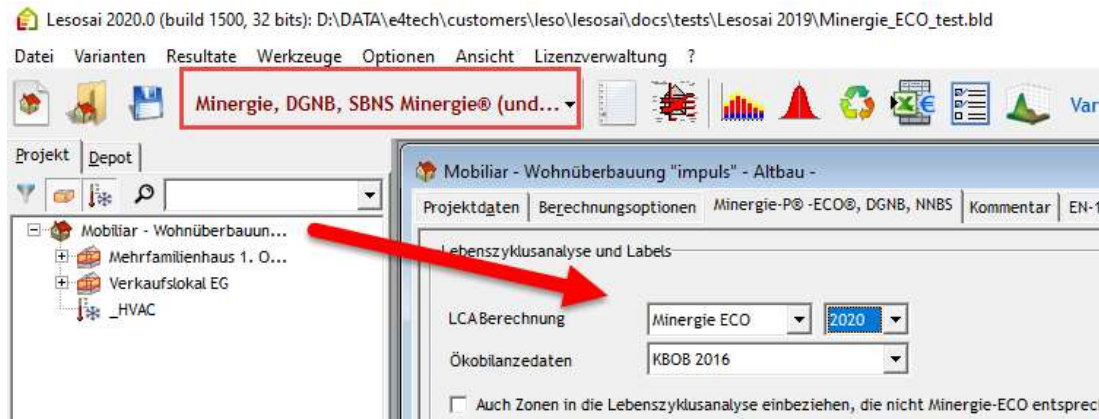 Lesosai 2020.0 (build 1500, 32 bits): D:\DATA\e4tech\customers\leso\lesosai\docs\tests\Lesosai 2019\Minergie_ECO_test.bld
Datei Varianten Resultate Werkzeuge Optionen Ansicht Lizenzverwaltung ?
Minergie, DGNB, SBNS Minergie® (und...
Var
Projekt Depot
Mobiliar - Wohnüberbauun...
Mehrfamilienhaus 1. O...
Verkaufslokal EG
_HVAC
Mobiliar - Wohnüberbauung "impuls" - Altbau -
Projektdaten Berechnungsoptionen Minergie-P® -ECO®, DGNB, NNBS Kommentar EN-1
Lebenszyklusanalyse und Labels
LCABerechnung Minergie ECO 2020
Ökobilanzedaten KBOB 2016
Auch Zonen in die Lebenszyklusanalyse einbeziehen, die nicht Minergie-ECO entsprec